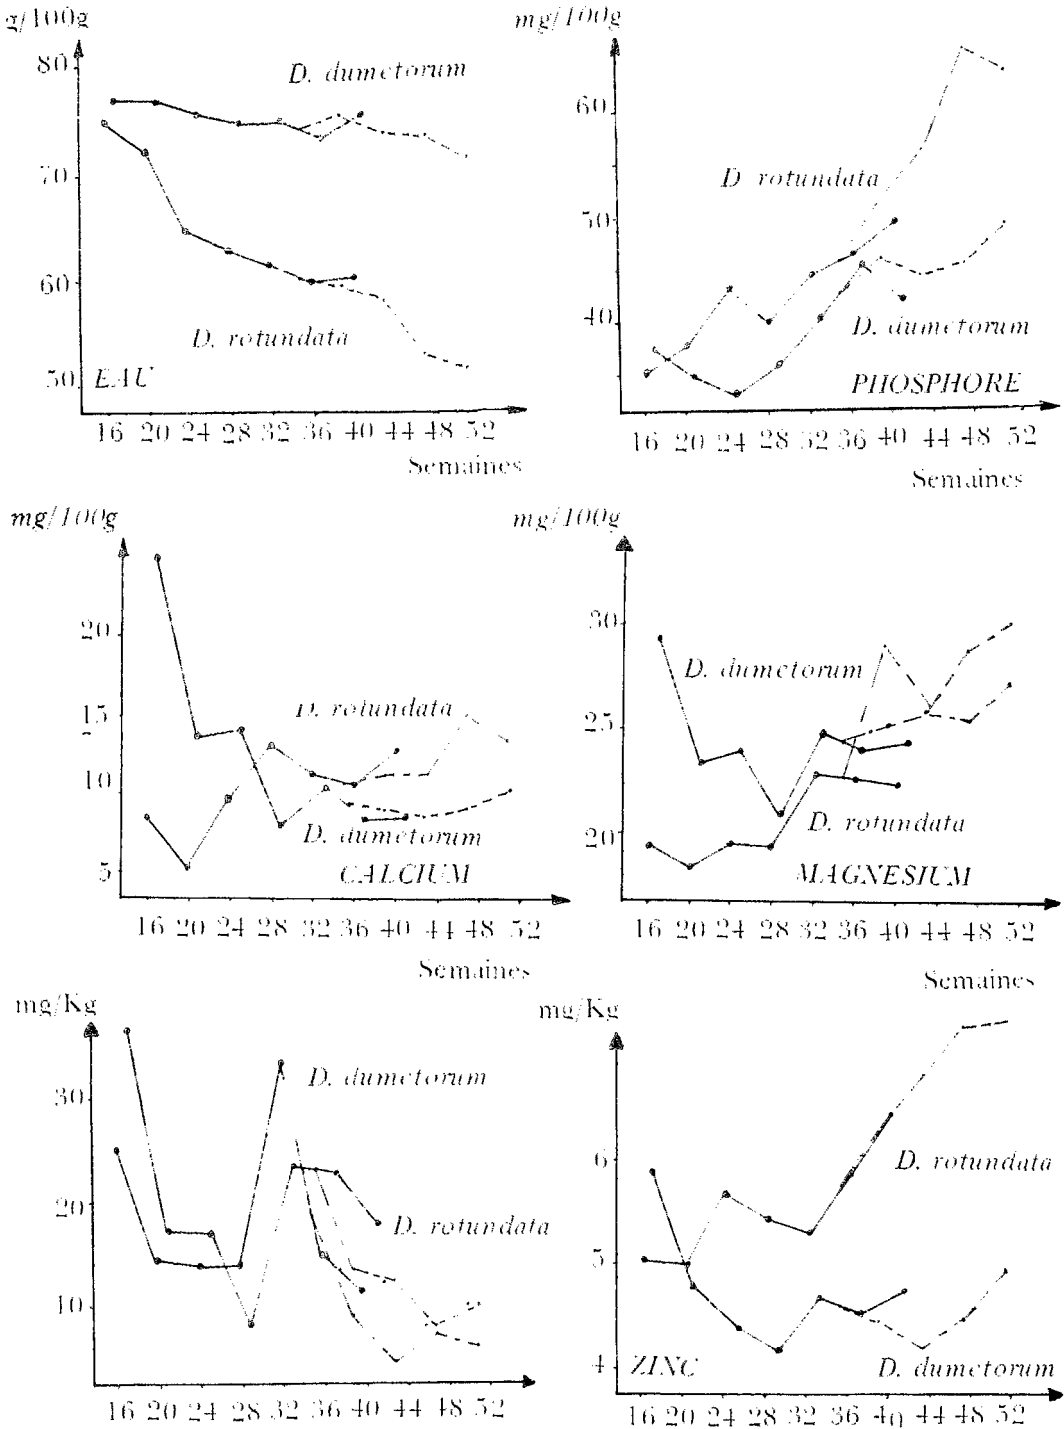 g/100g
80
D. dumetorum
70
60
D. rotundata
50
EAU
16 20 24 28 32 36 40 44 48 52
Semaines
mg/100g
60
D. rotundata
50
40
D. dumetorum
PHOSPHORE
16 20 24 28 32 36 40 44 48 52
Semaines
mg/100g
20
15
D. rotundata
10
D. dumetorum
5
CALCIUM
16 20 24 28 32 36 40 44 48 52
Semaines
mg/100g
30
D. dumetorum
25
D. rotundata
20
MAGNESIUM
16 20 24 28 32 36 40 44 48 52
Semaines
mg/Kg
30
D. dumetorum
20
D. rotundata
10
16 20 24 28 32 36 40 44 48 52
mg/Kg
6
D. rotundata
5
4
ZINC
D. dumetorum
16 20 24 28 32 36 40 44 48 52